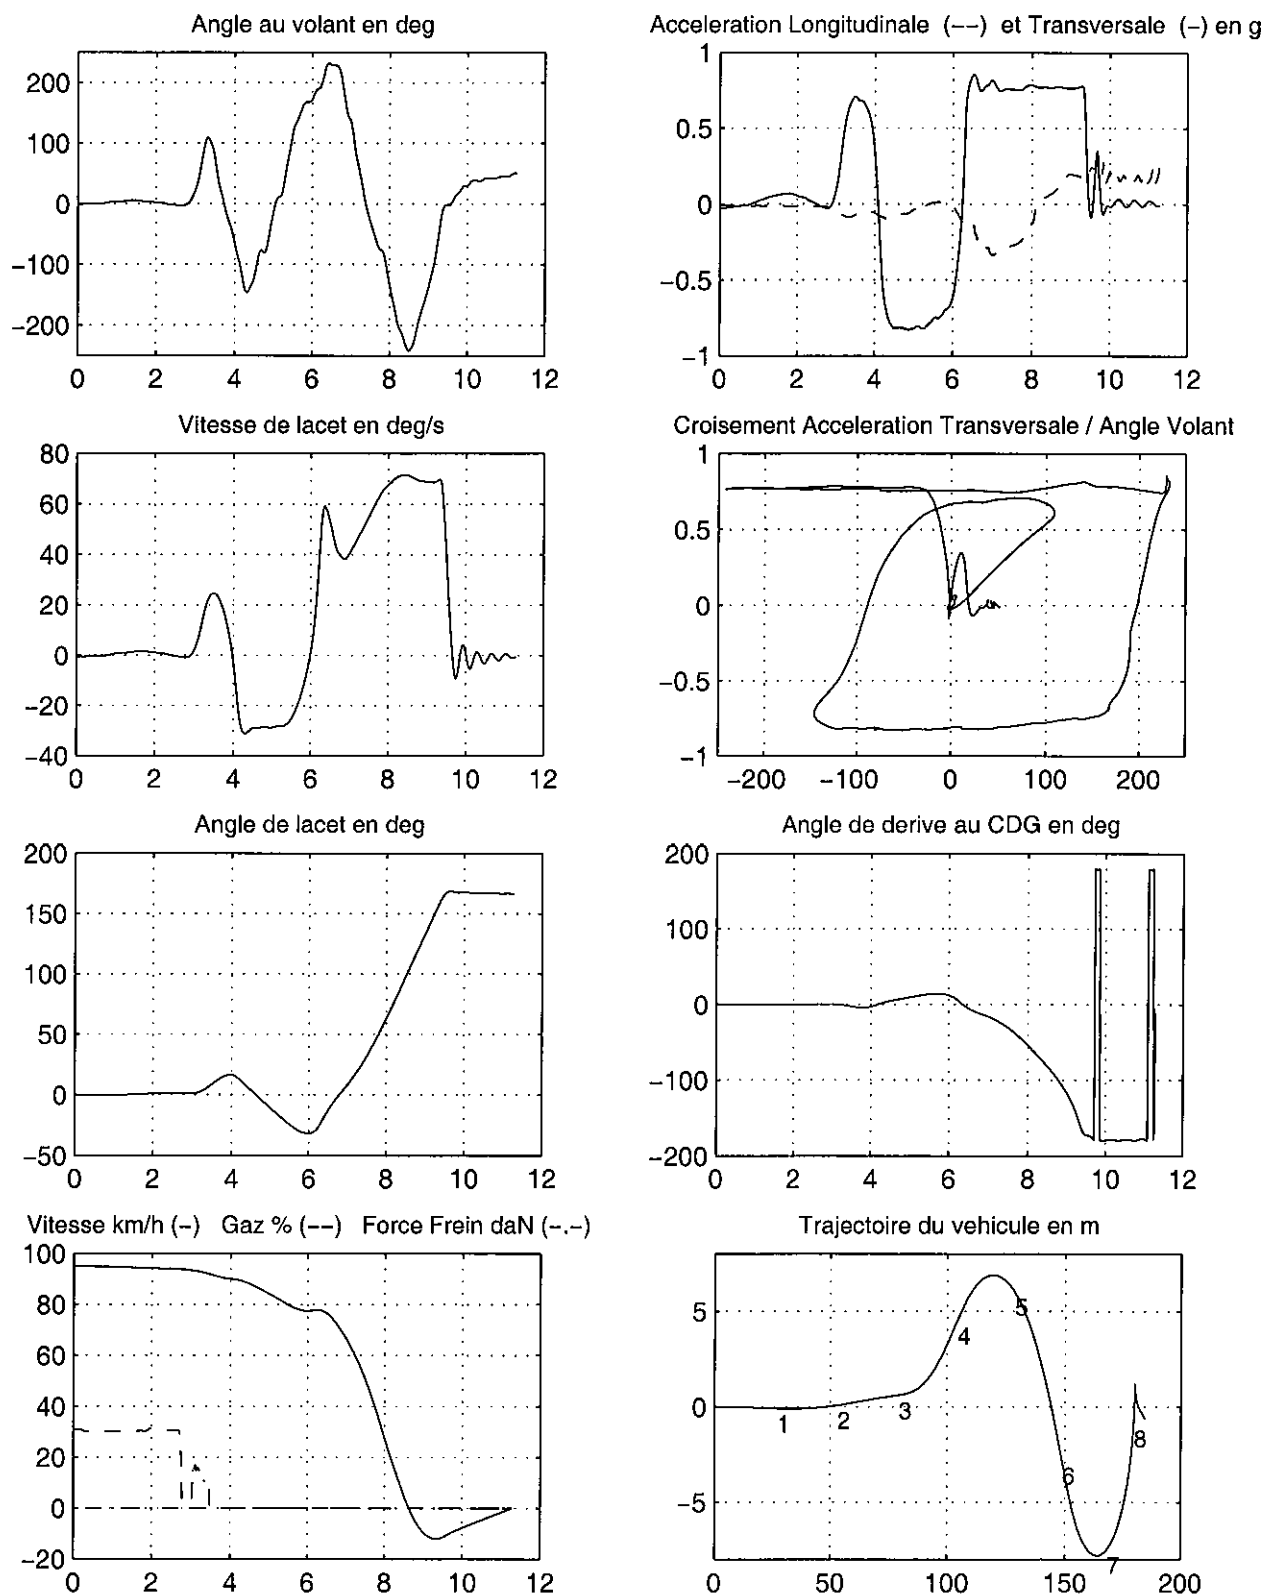 Angle au volant en deg
200
100
0
−100
−200
0 2 4 6 8 10 12
Acceleration Longitudinale (−−) et Transversale (−) en g
1
0.5
0
−0.5
−1
0 2 4 6 8 10 12
Vitesse de lacet en deg/s
80
60
40
20
0
−20
−40
0 2 4 6 8 10 12
Croisement Acceleration Transversale / Angle Volant
1
0.5
0
−0.5
−1
−200 −100 0 100 200
Angle de lacet en deg
200
150
100
50
0
−50
0 2 4 6 8 10 12
Angle de derive au CDG en deg
200
100
0
−100
−200
0 2 4 6 8 10 12
Vitesse km/h (−) Gaz % (−−) Force Frein daN (−.−)
100
80
60
40
20
0
−20
0 2 4 6 8 10 12
Trajectoire du vehicule en m
5
0
−5
1 2 3 4 5 6 7 8
0 50 100 150 200